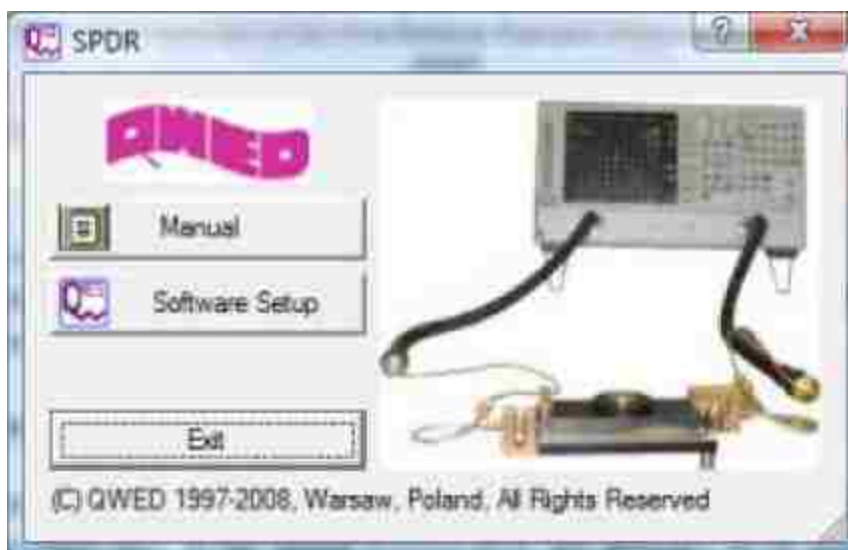 SPDR
QWED
Manual
Software Setup
Exit
(C) QWED 1997-2008, Warsaw, Poland, All Rights Reserved